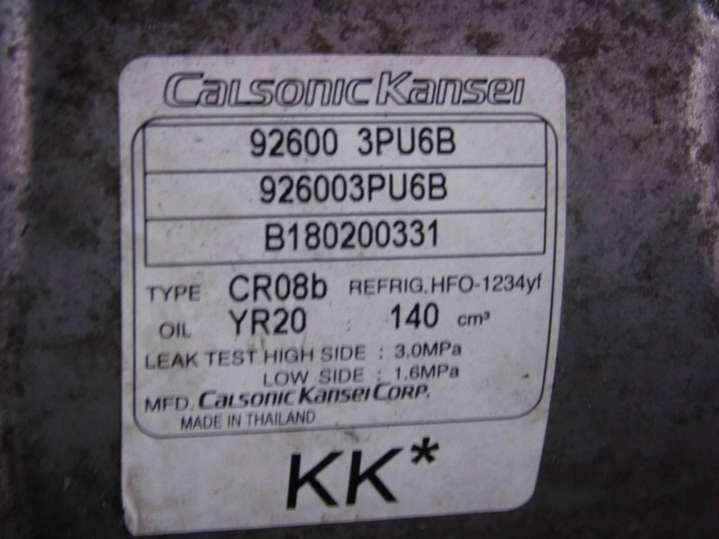 CALSONIC KANSEI
92600 3PU6B
926003PU6B
B180200331
TYPE CR08b REFRIG.HFO-1234yf
OIL YR20 : 140 cm³
LEAK TEST HIGH SIDE : 3.0MPa
LOW SIDE : 1.6MPa
MFD. CALSONIC KANSEI CORP.
MADE IN THAILAND
KK*